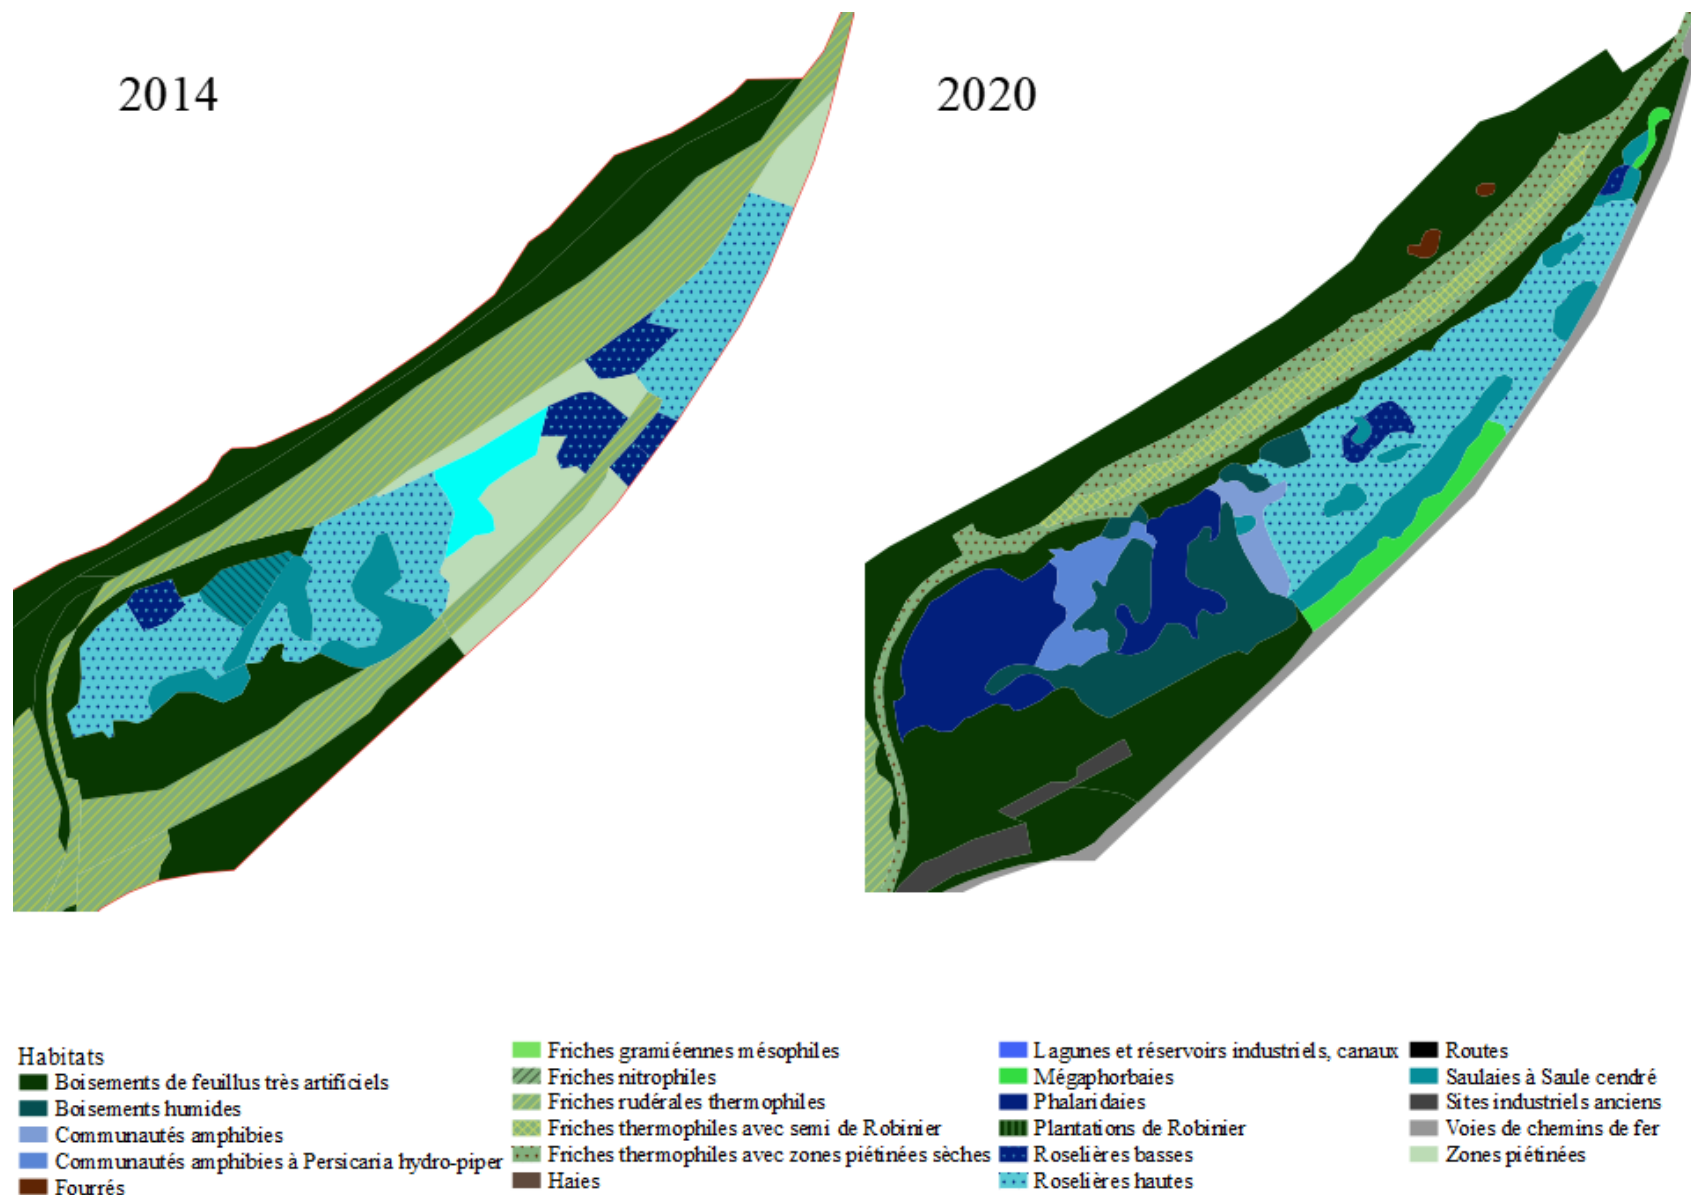 2014
2020
Habitats
Boisements de feuillus très artificiels
Boisements humides
Communautés amphibies
Communautés amphibies à Persicaria hydro-piper
Fourrés
Friches gramiéennes mésophiles
Friches nitrophiles
Friches rudérales thermophiles
Friches thermophiles avec semi de Robinier
Friches thermophiles avec zones piétinées sèches
Haies
Lagunes et réservoirs industriels, canaux
Mégaphorbaies
Phalaridaies
Plantations de Robinier
Roselières basses
Roselières hautes
Routes
Saulaies à Saule cendré
Sites industriels anciens
Voies de chemins de fer
Zones piétinées